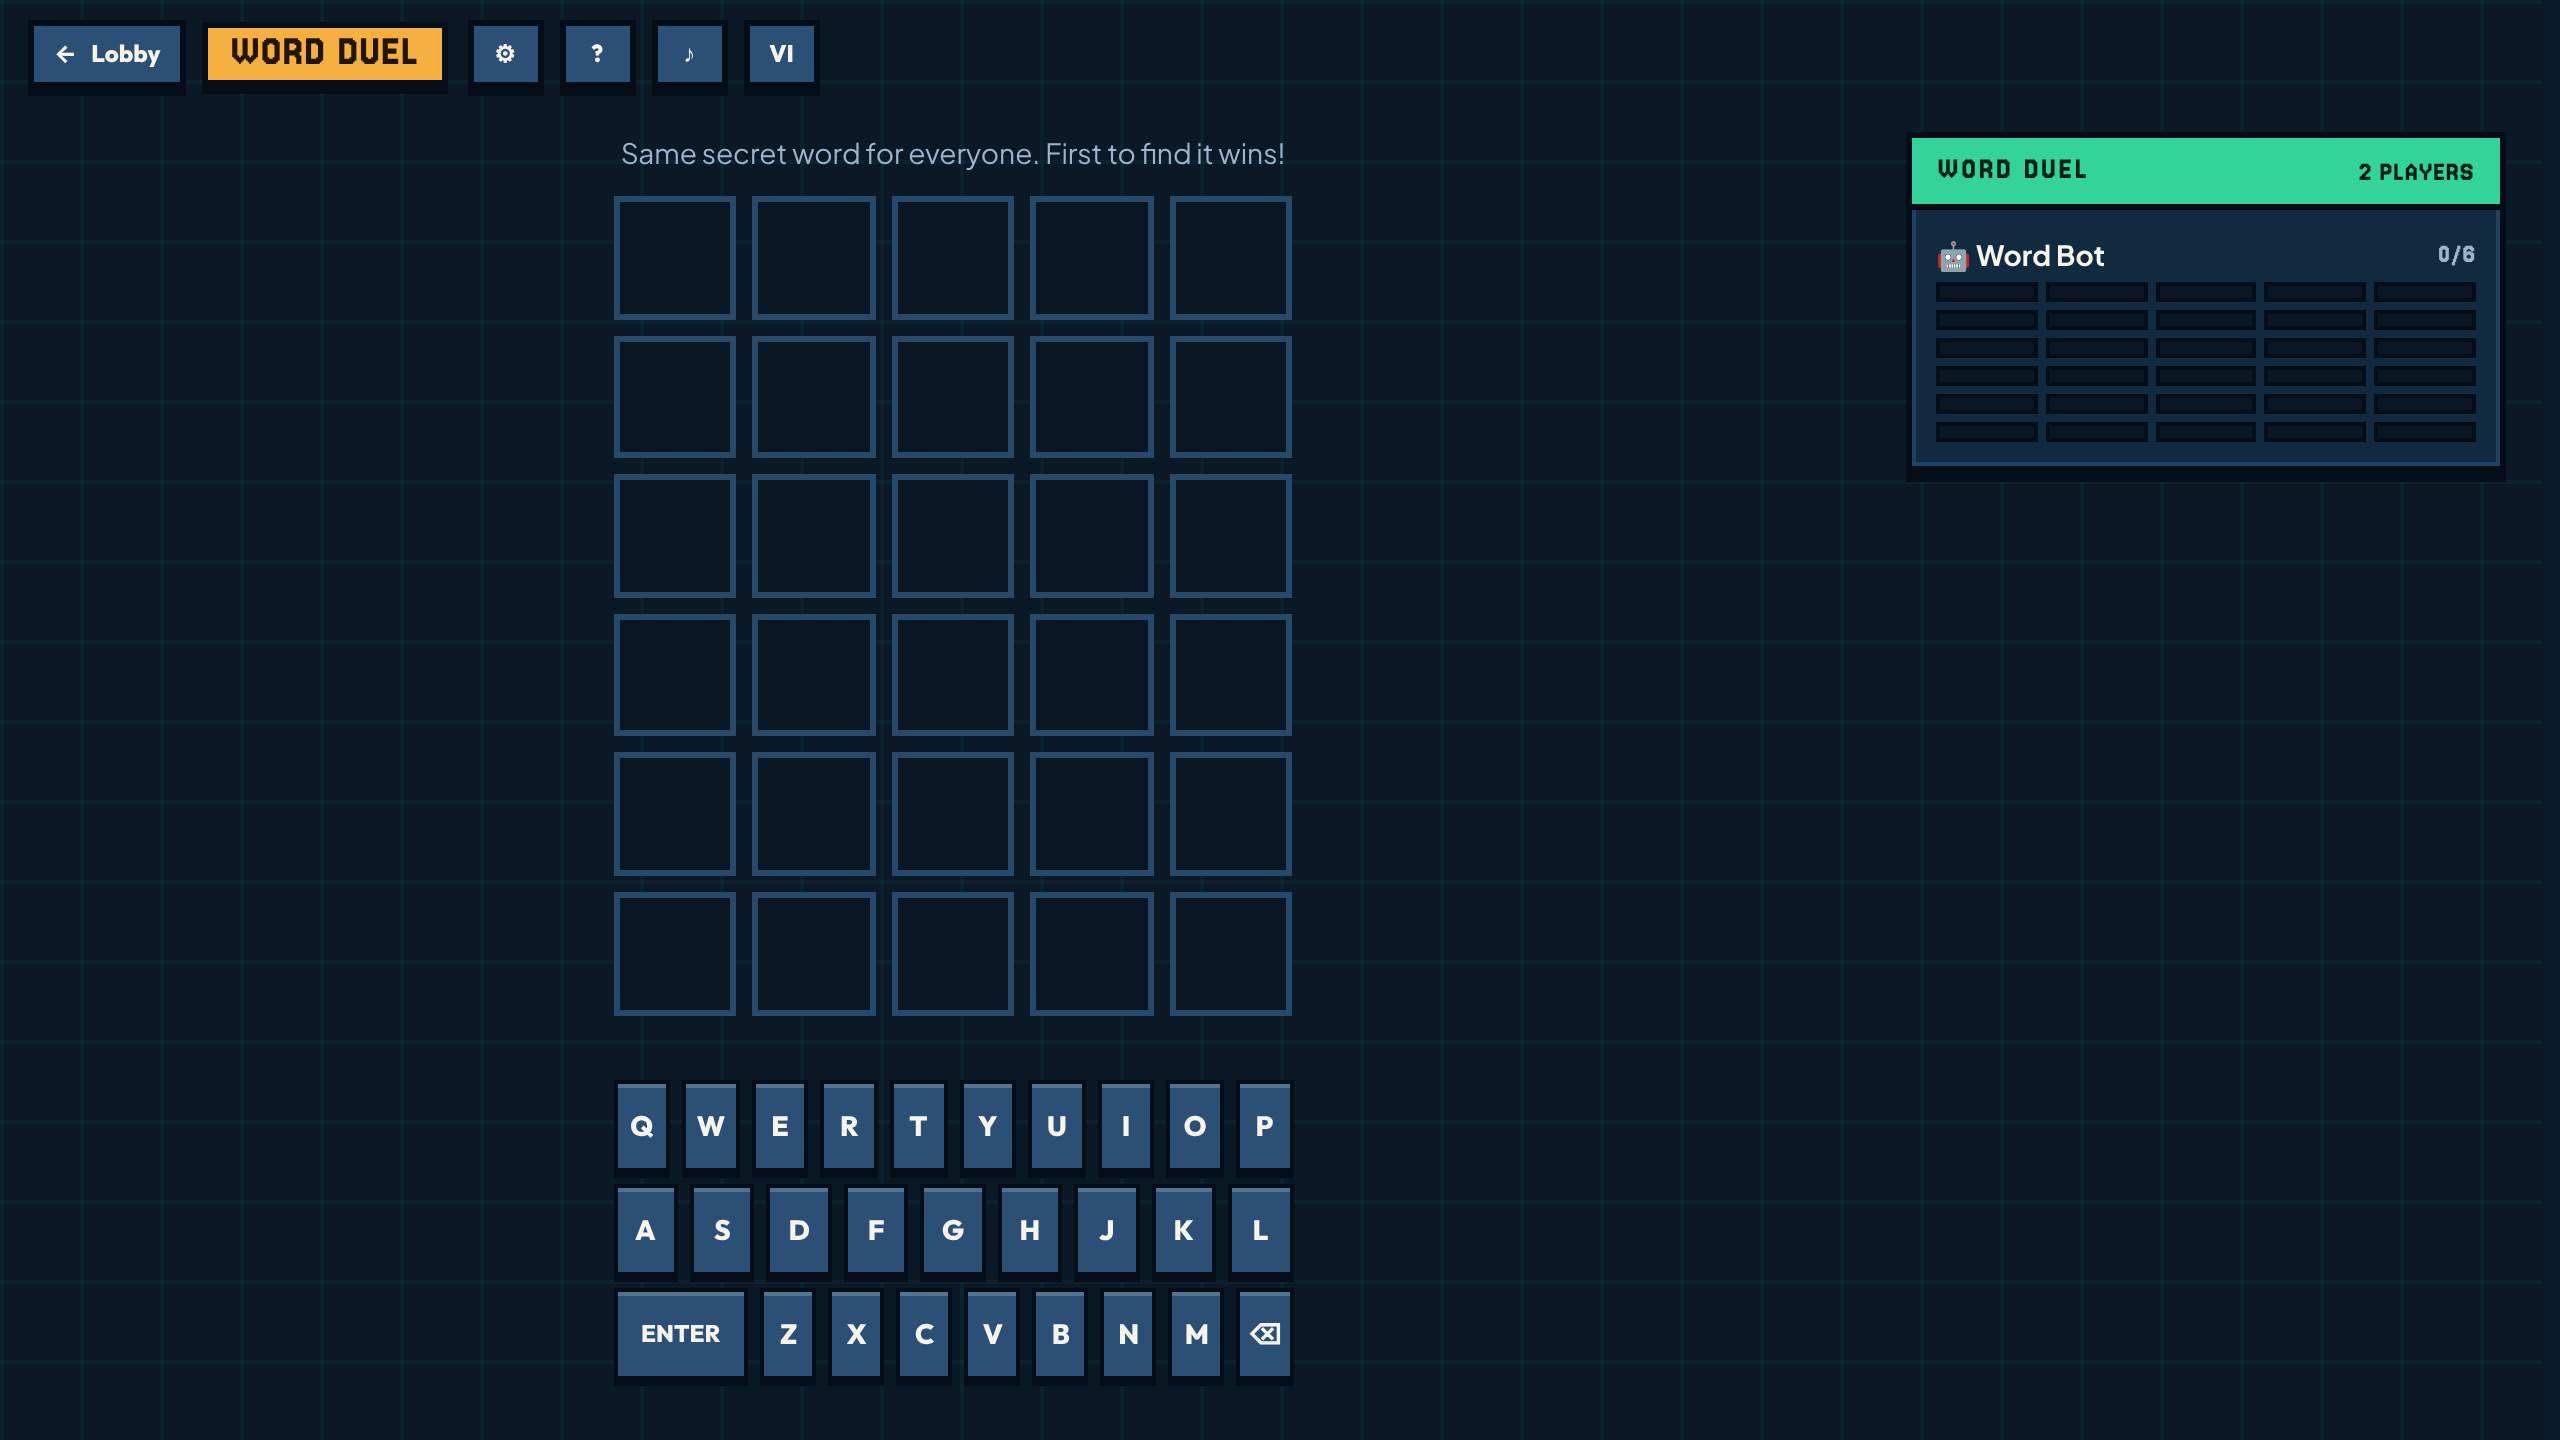 ← Lobby
WORD DUEL
⚙
?
♪
VI
Same secret word for everyone. First to find it wins!
WORD DUEL
2 PLAYERS
🤖 Word Bot
0/6
Q W E R T Y U I O P
A S D F G H J K L
ENTER Z X C V B N M ⌫